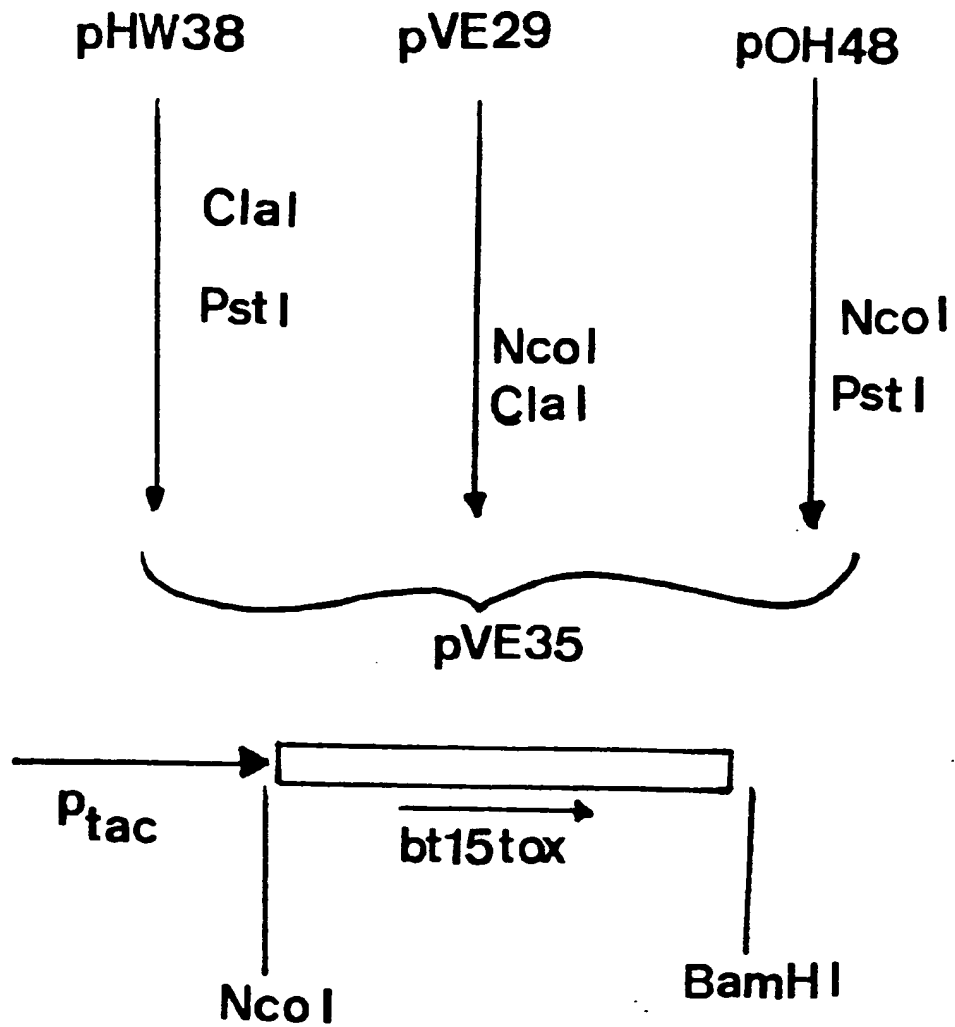 pHW38
pVE29
pOH48
ClaI
PstI
NcoI
ClaI
NcoI
PstI
pVE35
Ptac
bt15tox
NcoI
BamHI